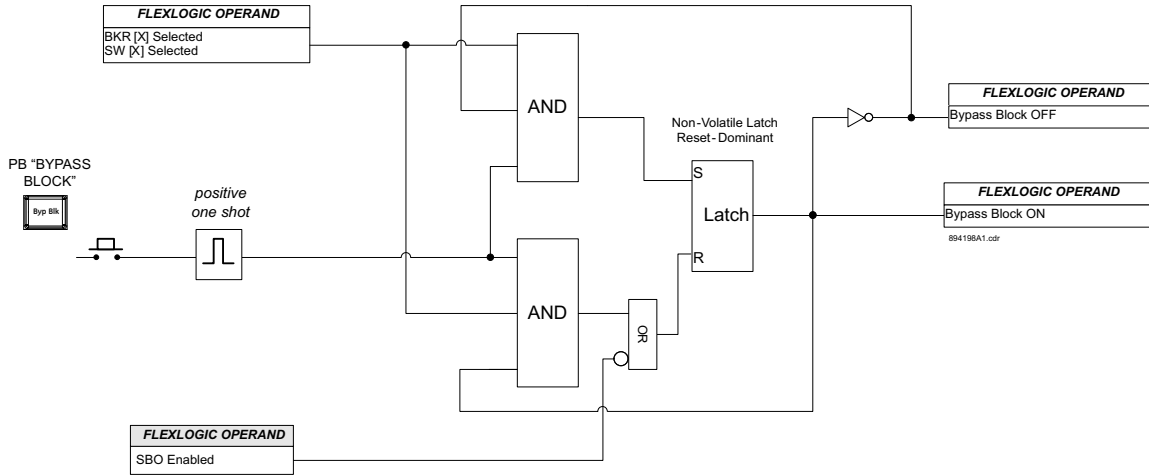 FLEXLOGIC OPERAND
BKR [X] Selected
SW [X] Selected
AND
FLEXLOGIC OPERAND
Bypass Block OFF
Non-Volatile Latch
Reset-Dominant
PB “BYPASS
BLOCK”
Byp Blk
positive
one shot
S
Latch
R
FLEXLOGIC OPERAND
Bypass Block ON
894198A1.cdr
AND
OR
FLEXLOGIC OPERAND
SBO Enabled